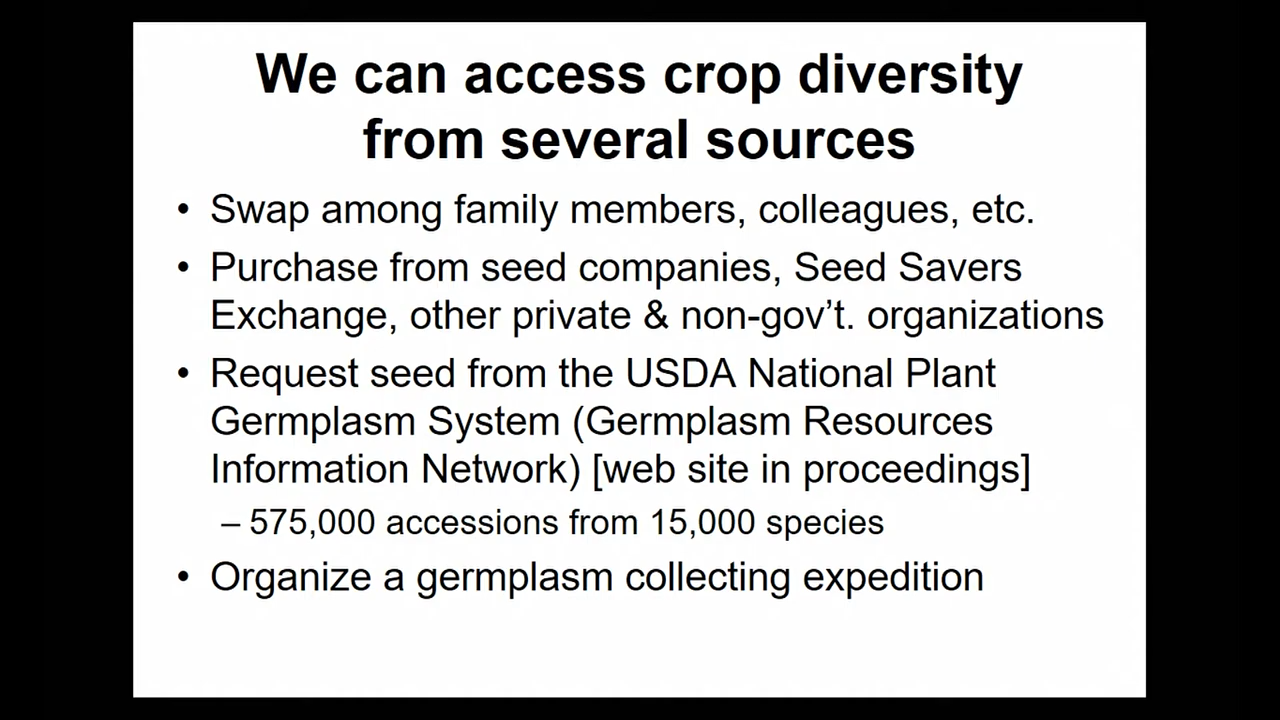 We can access crop diversity
from several sources
• Swap among family members, colleagues, etc.
• Purchase from seed companies, Seed Savers
Exchange, other private & non-gov’t. organizations
• Request seed from the USDA National Plant
Germplasm System (Germplasm Resources
Information Network) [web site in proceedings]
– 575,000 accessions from 15,000 species
• Organize a germplasm collecting expedition